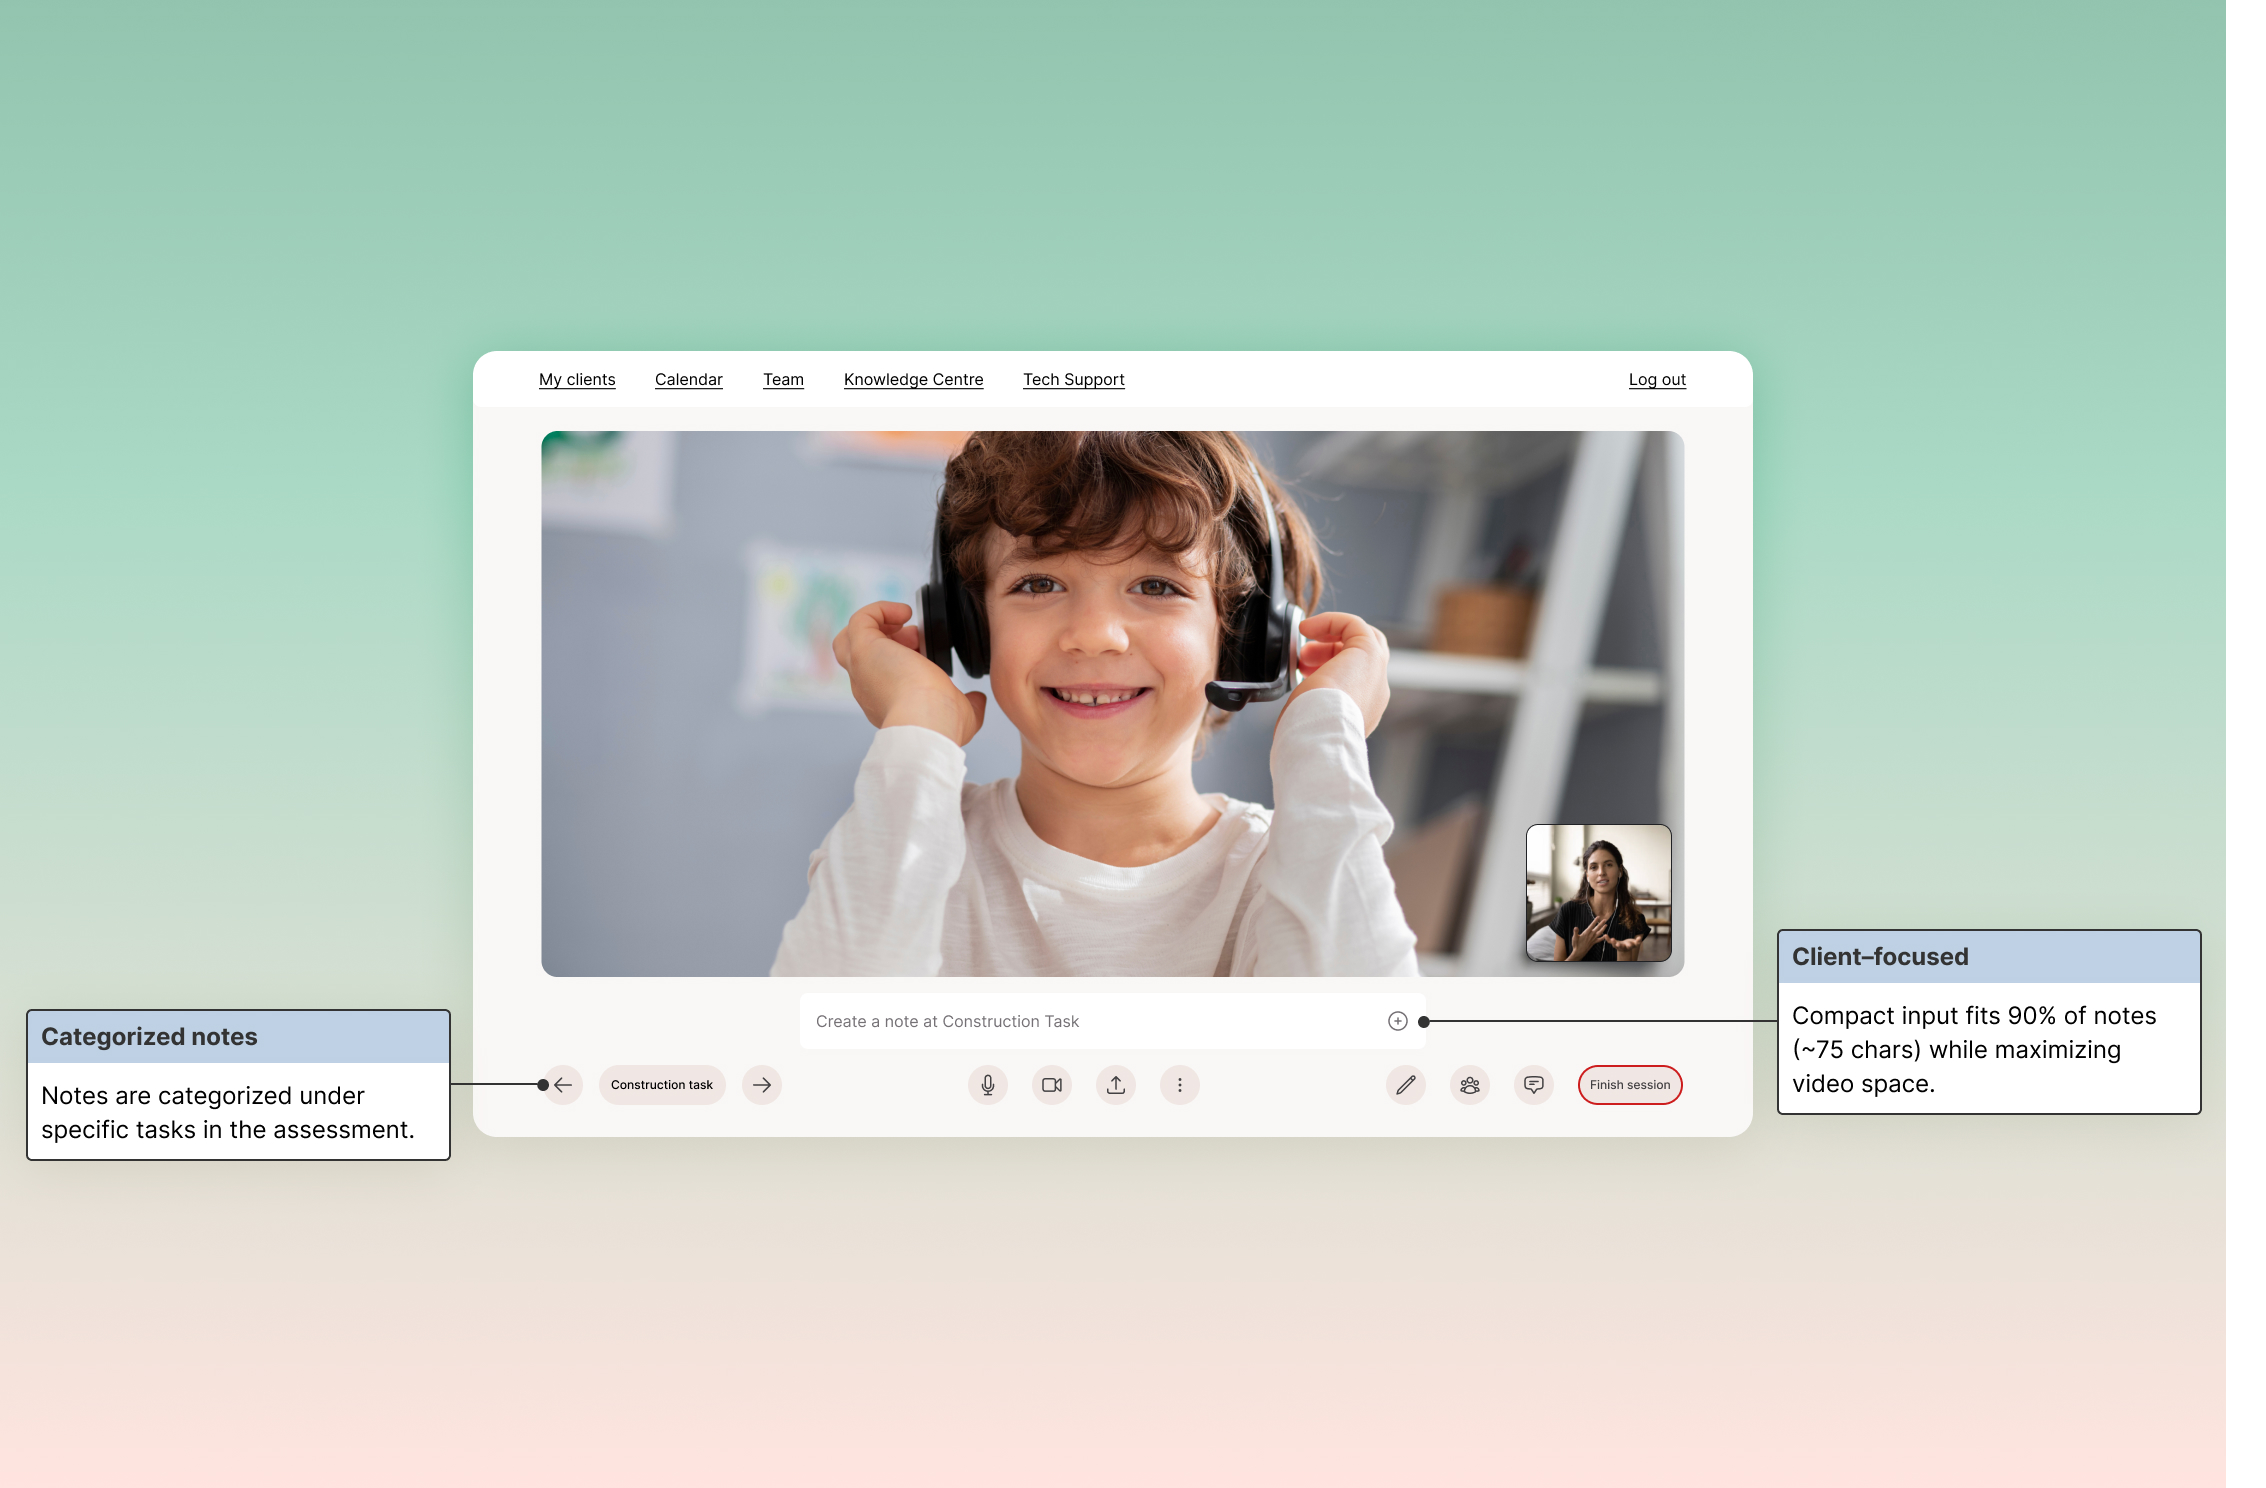 My clients Calendar Team Knowledge Centre Tech Support Log out
Create a note at Construction Task
Construction task
Finish session
Categorized notes
Notes are categorized under
specific tasks in the assessment.
Client–focused
Compact input fits 90% of notes
(~75 chars) while maximizing
video space.